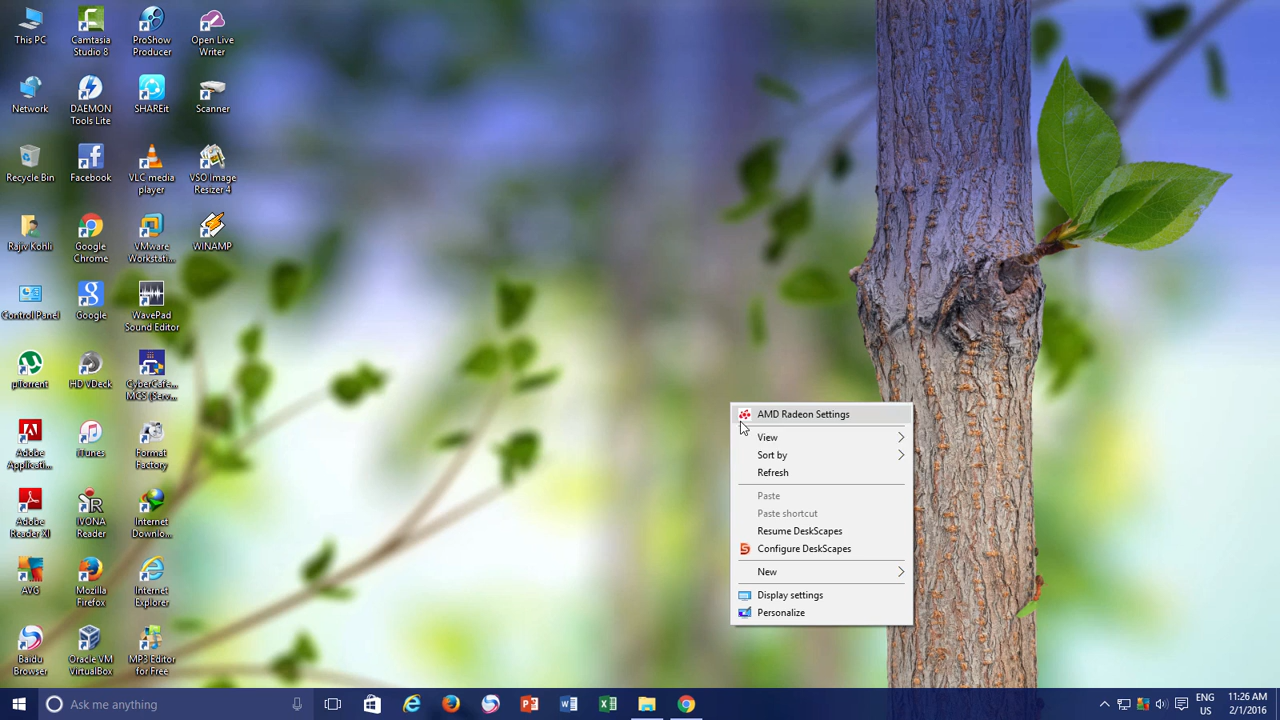 This PC
Camtasia
Studio 8
ProShow
Producer
Open Live
Writer
Network
DAEMON
Tools Lite
SHAREit
Scanner
Recycle Bin
Facebook
VLC media
player
VSO Image
Resizer 4
Rajiv Kohli
Google
Chrome
VMware
Workstati...
WINAMP
Control Panel
Google
WavePad
Sound Editor
µTorrent
HD VDeck
CyberCafe...
MCS (Serv...
Adobe
Applicati...
iTunes
Format
Factory
Adobe
Reader XI
IVONA
Reader
Internet
Downlo...
AVG
Mozilla
Firefox
Internet
Explorer
Baidu
Browser
Oracle VM
VirtualBox
MP3 Editor
for Free
AMD Radeon Settings
View
Sort by
Refresh
Paste
Paste shortcut
Resume DeskScapes
Configure DeskScapes
New
Display settings
Personalize
Ask me anything
ENG
US
11:26 AM
2/1/2016